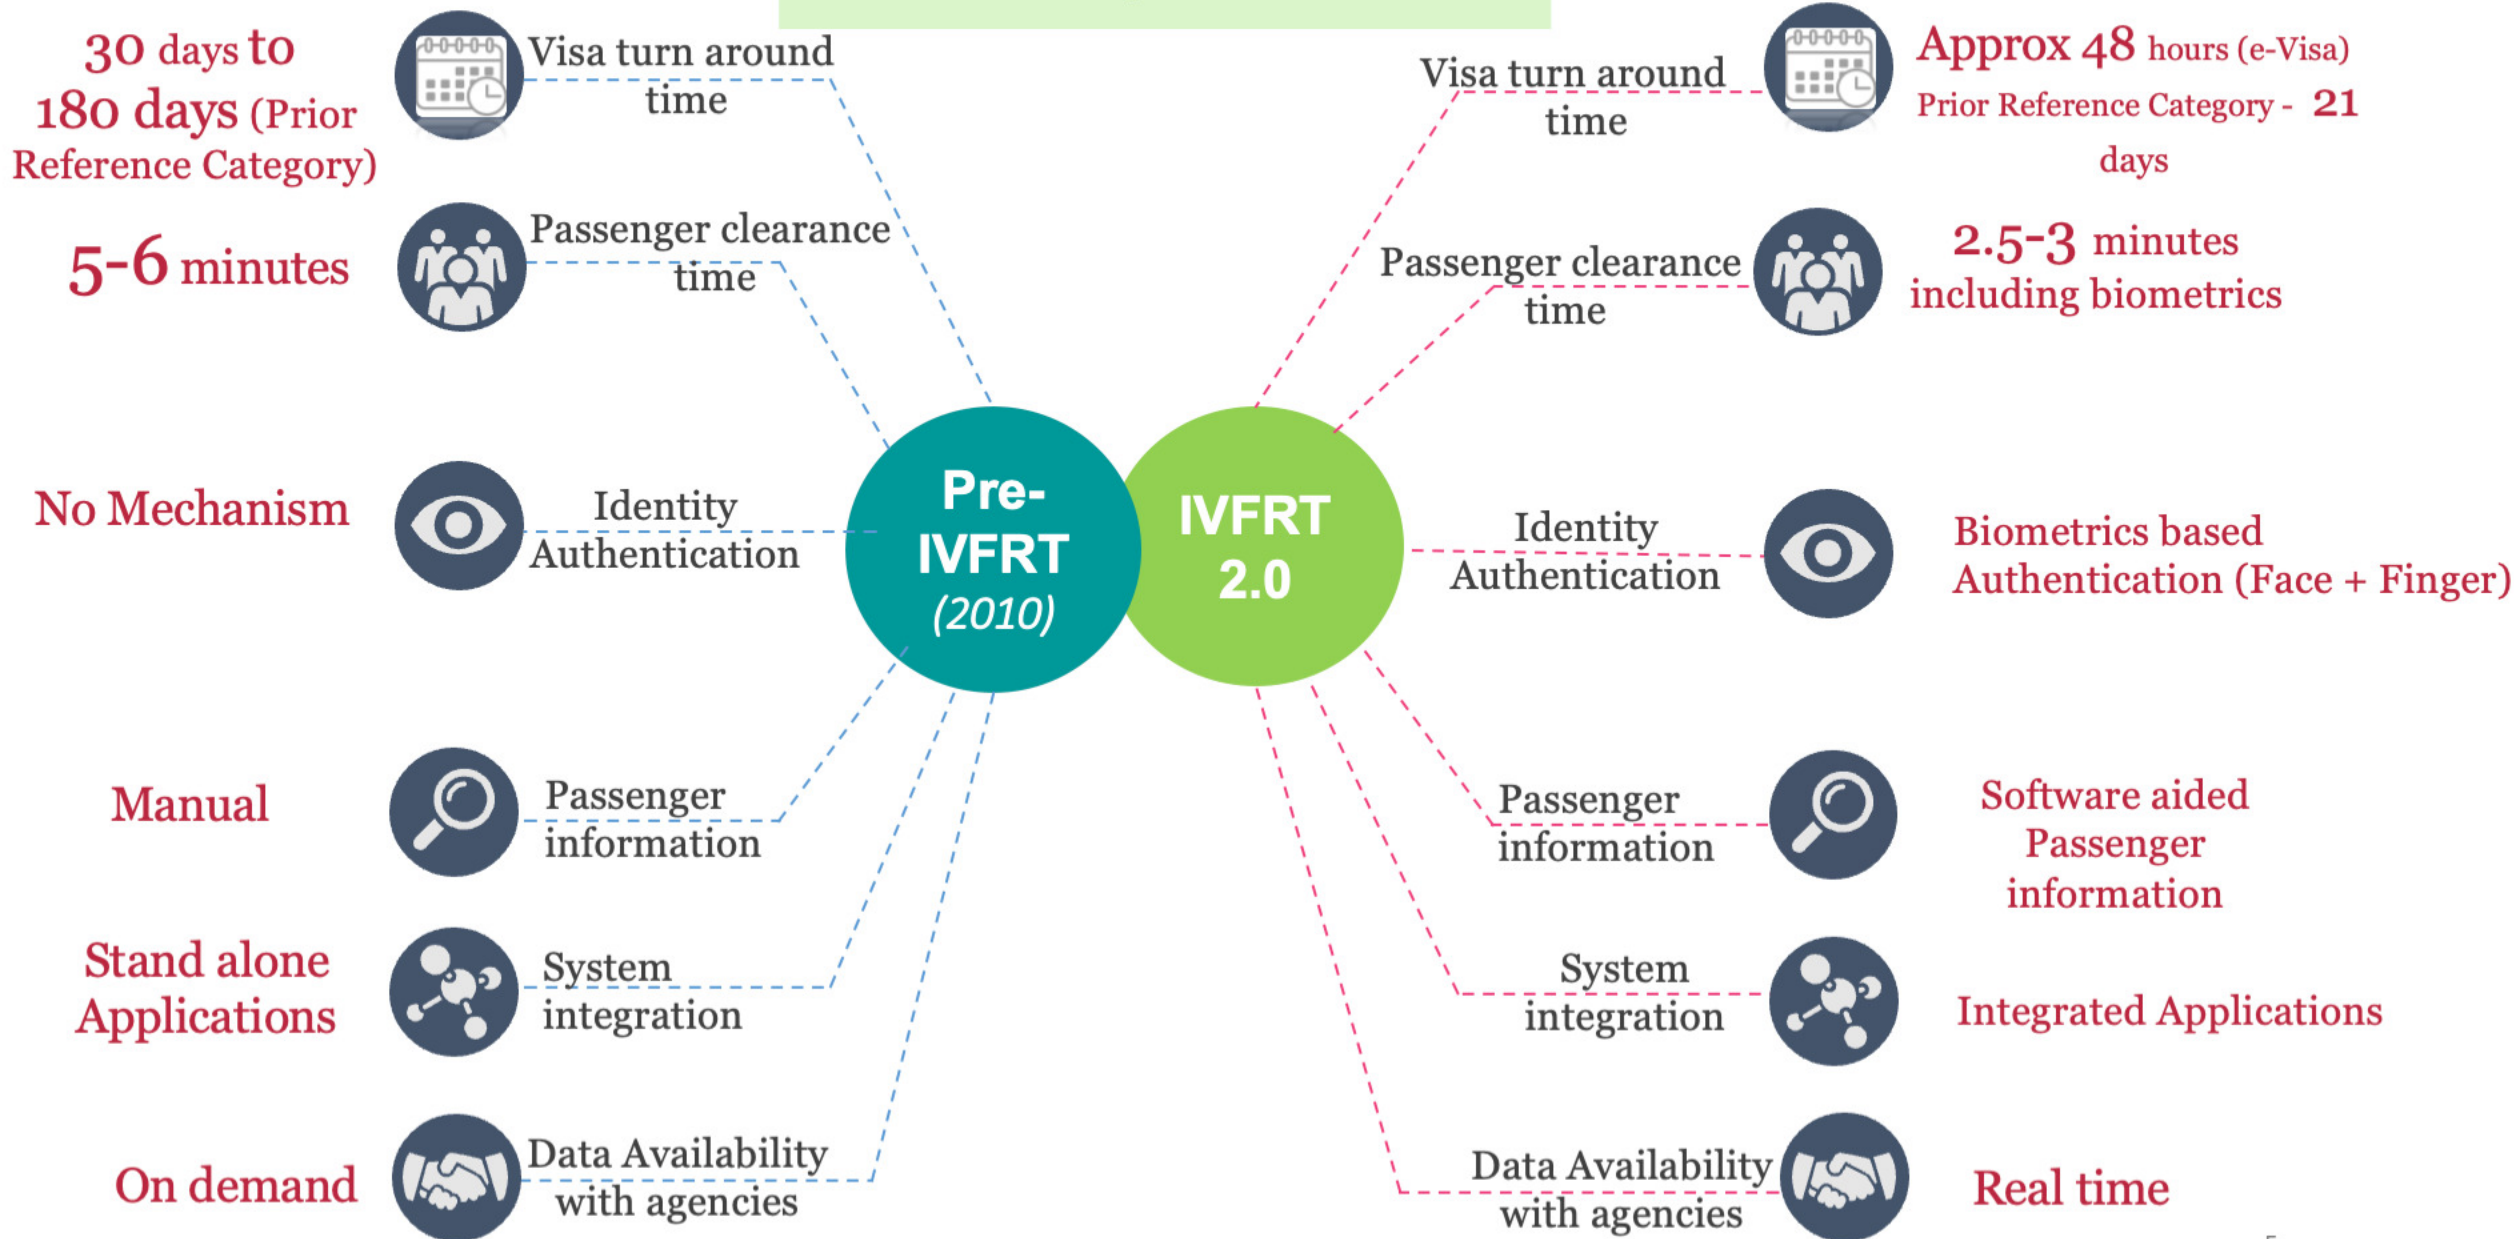 30 days to
180 days (Prior
Reference Category)
Visa turn around
time
5-6 minutes
Passenger clearance
time
No Mechanism
Identity
Authentication
Manual
Passenger
information
Stand alone
Applications
System
integration
On demand
Data Availability
with agencies
Pre-
IVFRT
(2010)
IVFRT
2.0
Visa turn around
time
Approx 48 hours (e-Visa)
Prior Reference Category - 21
days
Passenger clearance
time
2.5-3 minutes
including biometrics
Identity
Authentication
Biometrics based
Authentication (Face + Finger)
Passenger
information
Software aided
Passenger
information
System
integration
Integrated Applications
Data Availability
with agencies
Real time